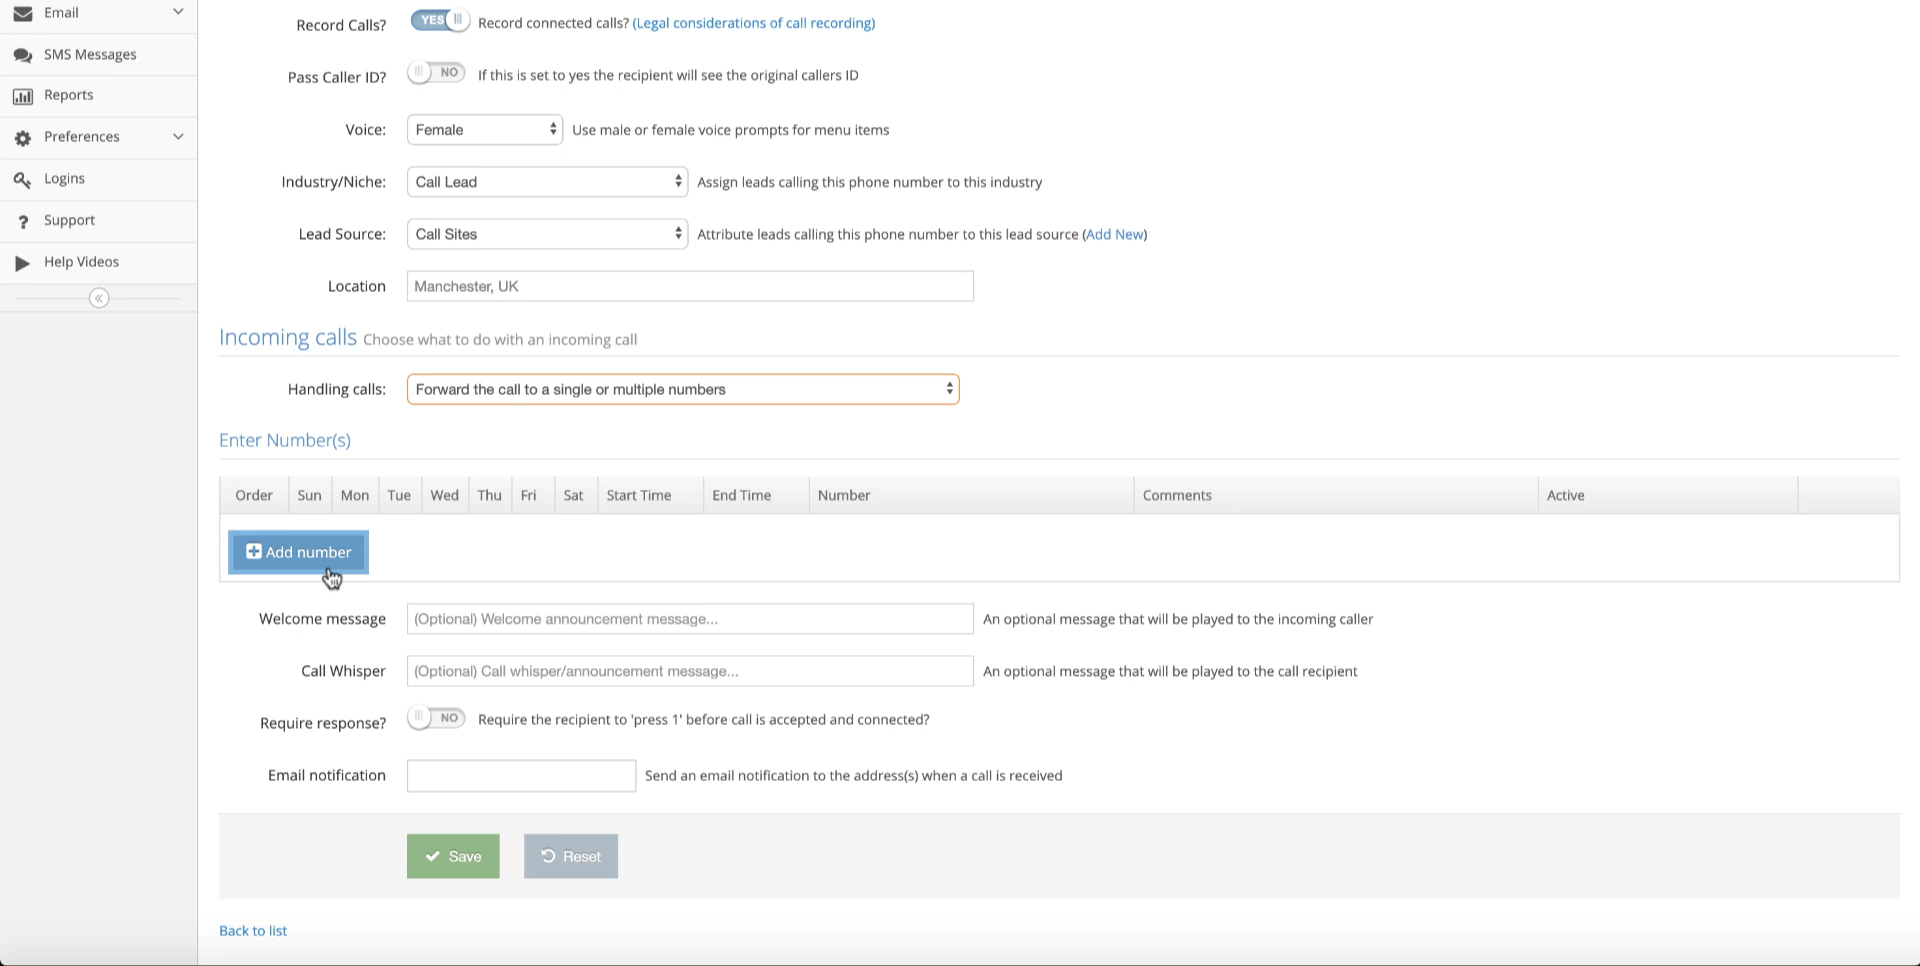 Email
SMS Messages
Reports
Preferences
Logins
? Support
Help Videos
Record Calls? YES Record connected calls? (Legal considerations of call recording)
Pass Caller ID? NO If this is set to yes the recipient will see the original callers ID
Voice: Female Use male or female voice prompts for menu items
Industry/Niche: Call Lead Assign leads calling this phone number to this industry
Lead Source: Call Sites Attribute leads calling this phone number to this lead source (Add New)
Location Manchester, UK
Incoming calls Choose what to do with an incoming call
Handling calls: Forward the call to a single or multiple numbers
Enter Number(s)
Order Sun Mon Tue Wed Thu Fri Sat Start Time End Time Number Comments Active
Add number
Welcome message (Optional) Welcome announcement message... An optional message that will be played to the incoming caller
Call Whisper (Optional) Call whisper/announcement message... An optional message that will be played to the call recipient
Require response? NO Require the recipient to 'press 1' before call is accepted and connected?
Email notification Send an email notification to the address(s) when a call is received
Save Reset
Back to list